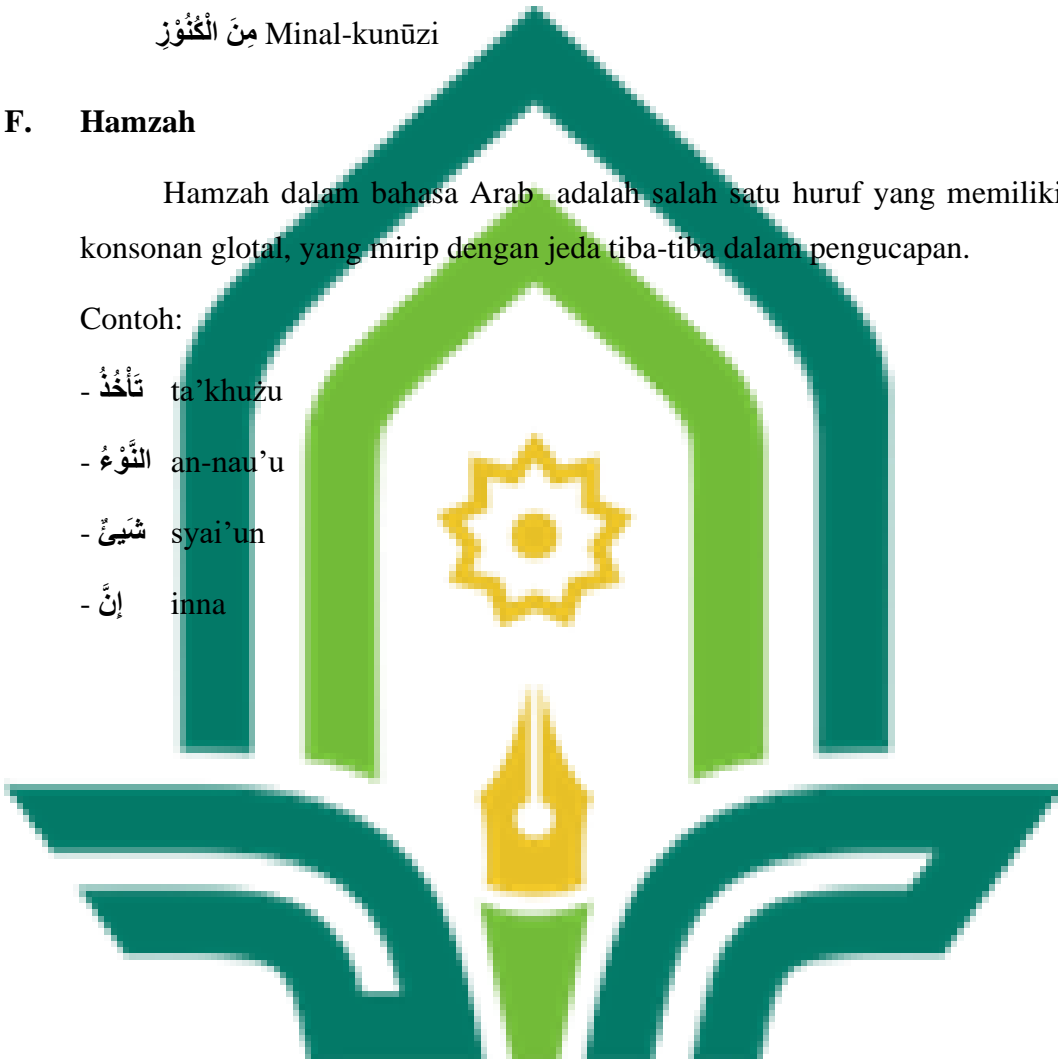 مِنَ الْكُنُوْزِ Minal-kunūzi
F. Hamzah
Hamzah dalam bahasa Arab adalah salah satu huruf yang memiliki
konsonan glotal, yang mirip dengan jeda tiba-tiba dalam pengucapan.
Contoh:
- تَأْخُذُ ta’khużu
- النَّوْءُ an-nau’u
- شَيئٌ syai’un
- إِنَّ inna